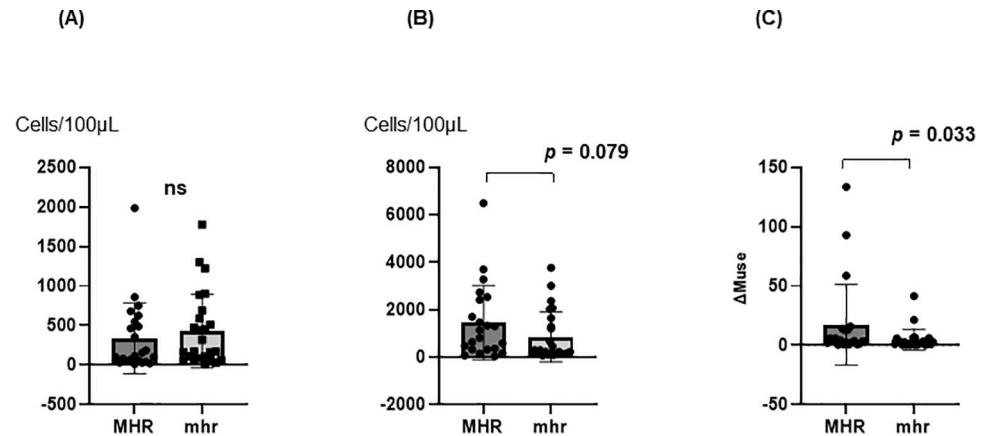 (A)
Cells/100µL
2500
2000
1500
1000
500
0
-500
ns
MHR mhr
(B)
Cells/100µL
p = 0.079
8000
6000
4000
2000
0
-2000
MHR mhr
(C)
p = 0.033
150
100
50
0
-50
ΔMuse
MHR mhr